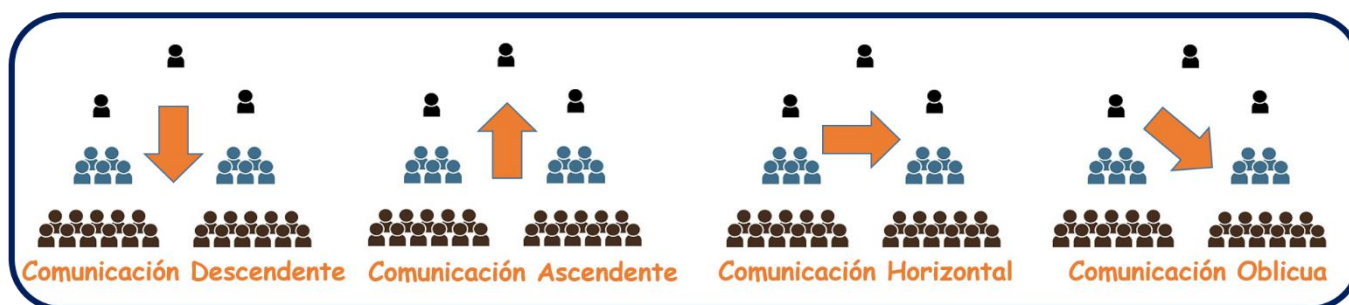 Comunicación Descendente
Comunicación Ascendente
Comunicación Horizontal
Comunicación Oblicua